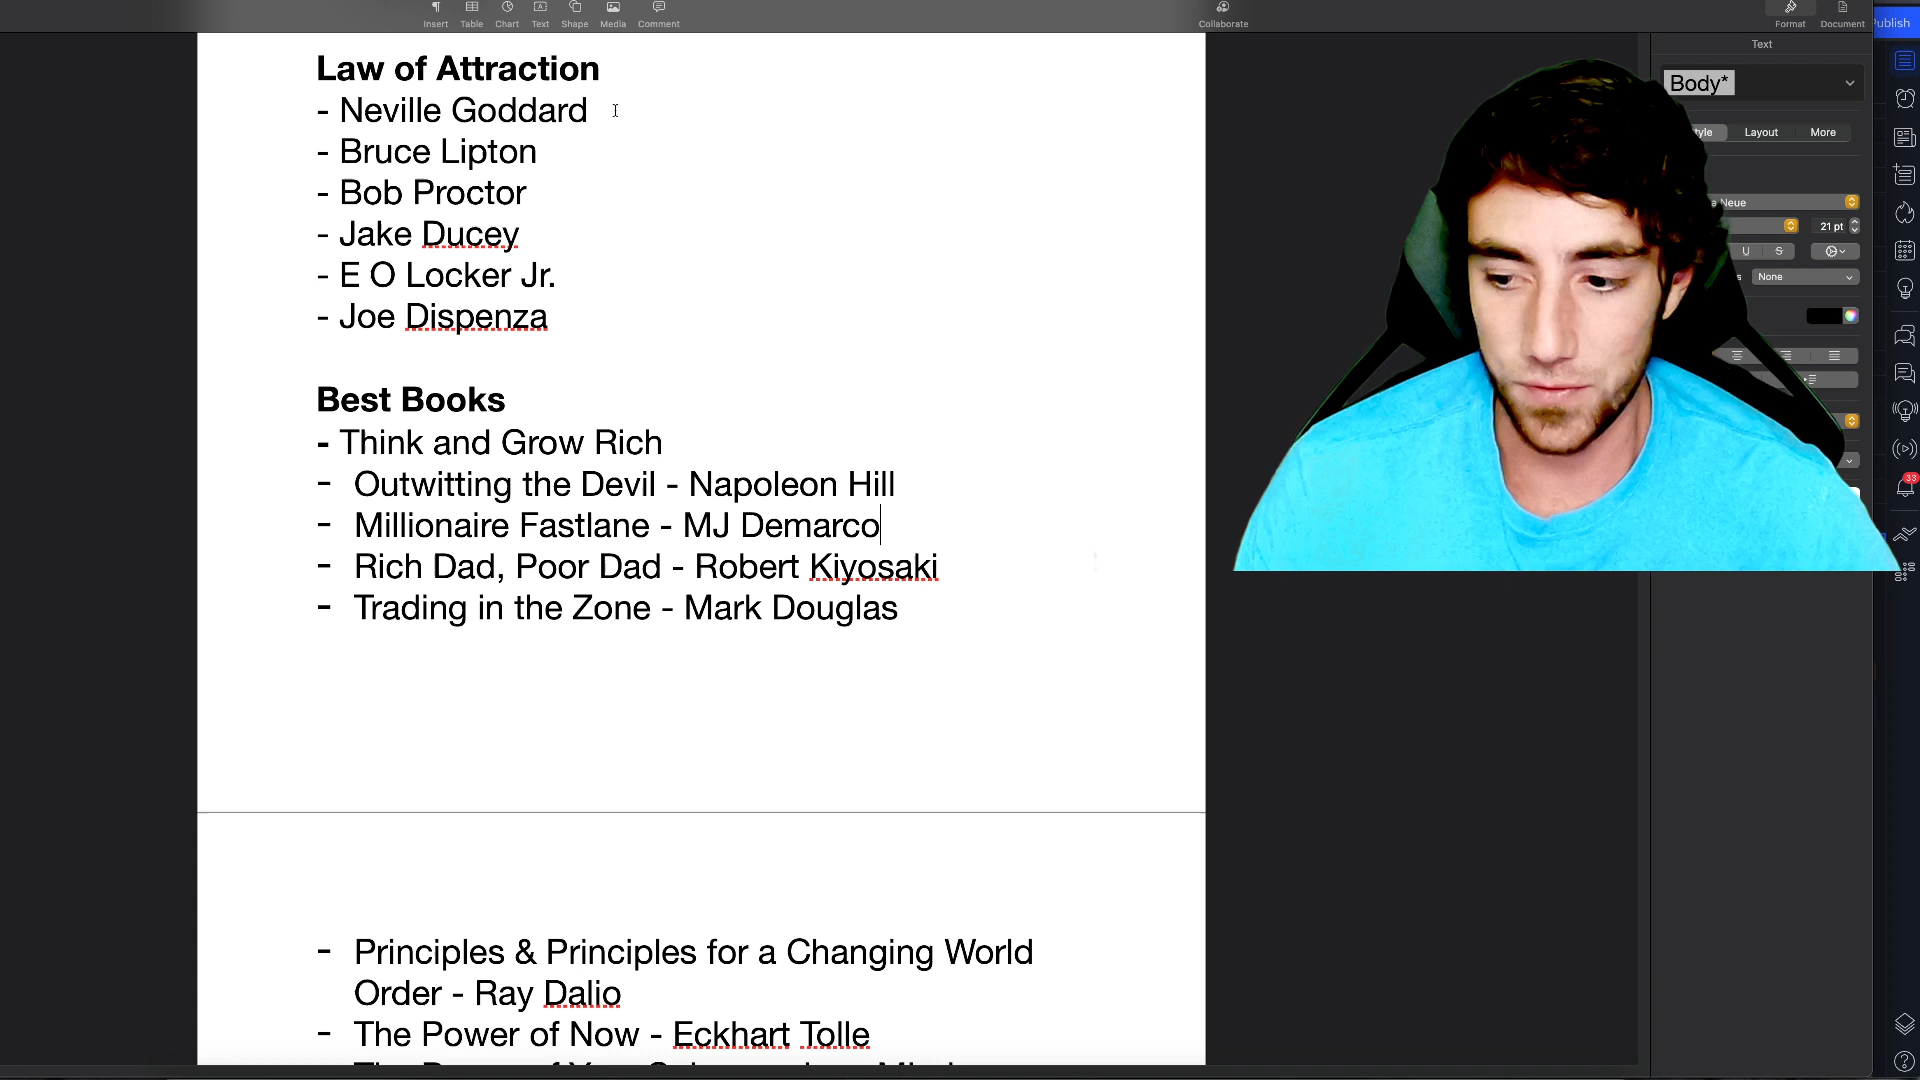 Insert Table Chart Text Shape Media Comment Collaborate Format Document Publish
Text
Law of Attraction
- Neville Goddard
- Bruce Lipton
- Bob Proctor
- Jake Ducey
- E O Locker Jr.
- Joe Dispenza
Best Books
- Think and Grow Rich
- Outwitting the Devil - Napoleon Hill
- Millionaire Fastlane - MJ Demarco
- Rich Dad, Poor Dad - Robert Kiyosaki
- Trading in the Zone - Mark Douglas
- Principles & Principles for a Changing World
Order - Ray Dalio
- The Power of Now - Eckhart Tolle
Body*
Layout More
Neue
21 pt
U S
None
33